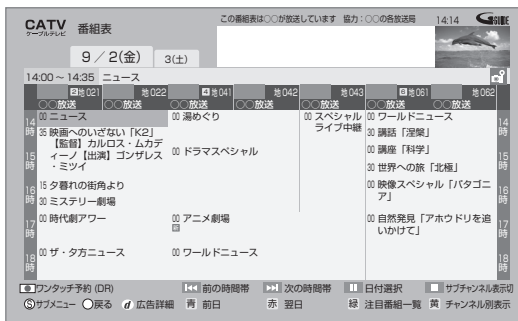 CATV
ケーブルテレビ
番組表
この番組表は○○が放送しています 協力:○○の各放送局
14:14
G-GUIDE
9/2(金)
3(土)
14:00～14:35 ニュース
2 地021 地022 4 地041 地042 地043 6 地061 地062
○○放送 ○○放送 ○○放送 ○○放送 ○○放送 ○○放送 ○○放送
14時
00 ニュース
35 映画へのいざない「K2」
【監督】カルロス・ムカデ
ィーノ【出演】ゴンザレス
・ミツイ
00 湯めぐり
00 スペシャル
ライブ中継
00 ワールドニュース
30 講話「涅槃」
15時
00 ドラマスペシャル
00 講座「科学」
30 世界への旅「北極」
16時
15 夕暮れの街角より
30 ミステリー劇場
00 映像スペシャル「パタゴニ
ア」
17時
00 時代劇アワー
00 アニメ劇場
00 自然発見「アホウドリを追
いかけて」
18時
00 ザ・夕方ニュース
00 ワールドニュース
ワンタッチ予約 (DR) 前の時間帯 次の時間帯 日付選択 サブチャンネル表示切
Sサブメニュー 戻る d 広告詳細 青 前日 赤 翌日 緑 注目番組一覧 黄 チャンネル別表示